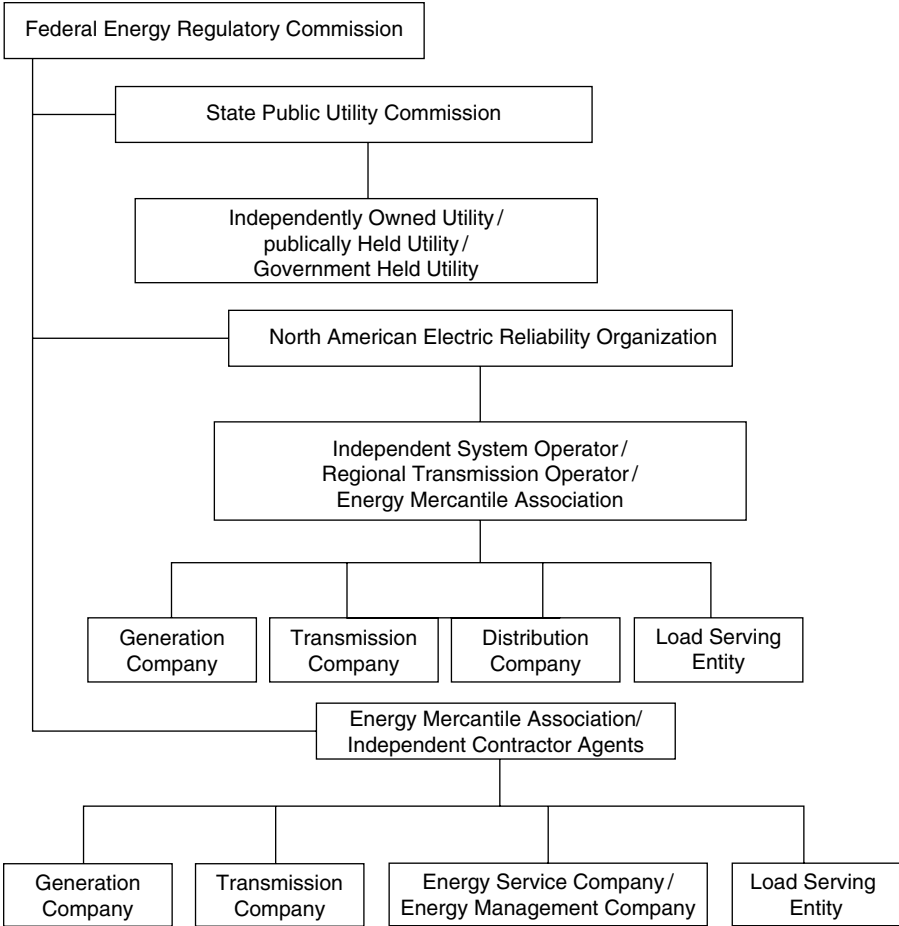 Federal Energy Regulatory Commission
State Public Utility Commission
Independently Owned Utility/
publically Held Utility/
Government Held Utility
North American Electric Reliability Organization
Independent System Operator/
Regional Transmission Operator/
Energy Mercantile Association
Generation
Company
Transmission
Company
Distribution
Company
Load Serving
Entity
Energy Mercantile Association/
Independent Contractor Agents
Generation
Company
Transmission
Company
Energy Service Company/
Energy Management Company
Load Serving
Entity